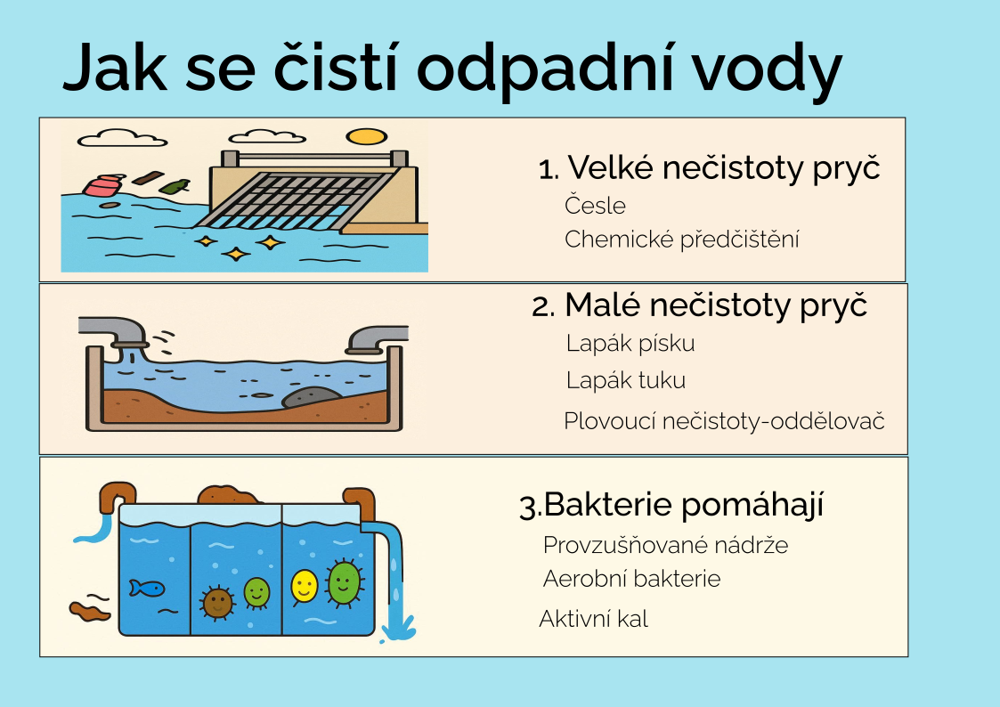 Jak se čistí odpadní vody
1. Velké nečistoty pryč
Česle
Chemické předčištění
2. Malé nečistoty pryč
Lapák písku
Lapák tuku
Plovoucí nečistoty-oddělovač
3.Bakterie pomáhají
Provzušňované nádrže
Aerobní bakterie
Aktivní kal